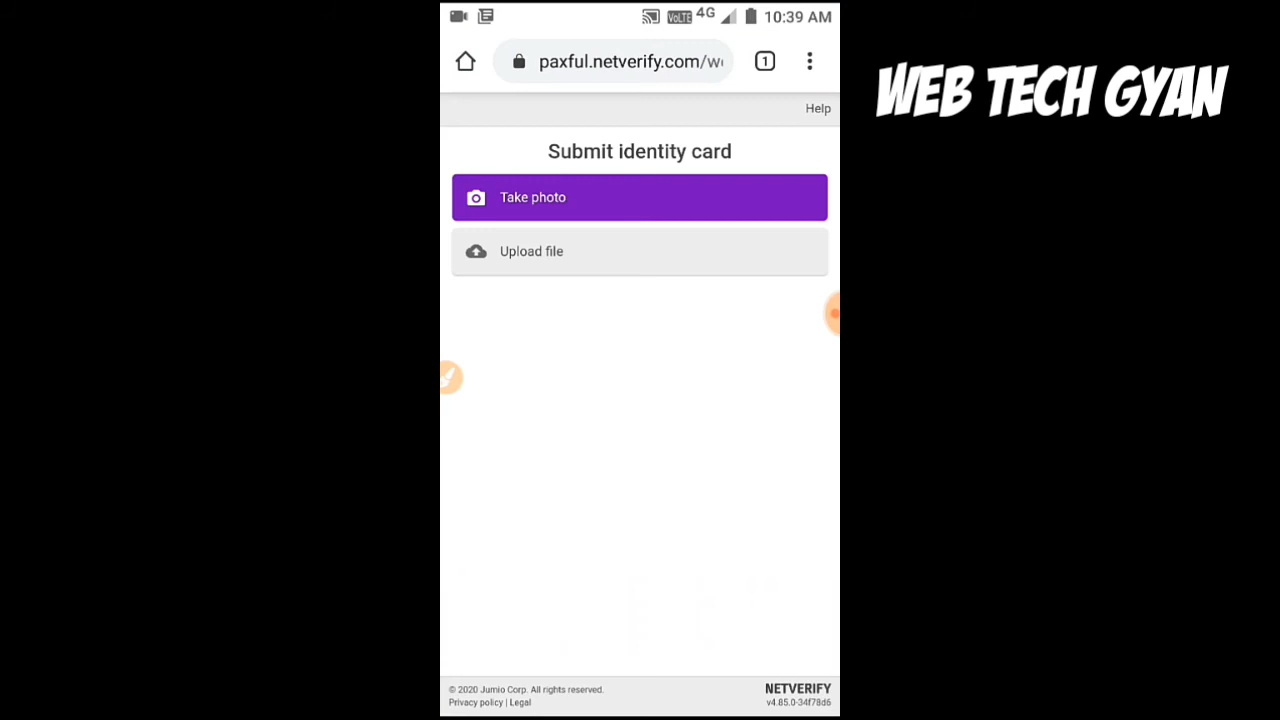 VoLTE 4G 10:39 AM
paxful.netverify.com/w
1
WEB TECH GYAN
Help
Submit identity card
Take photo
Upload file
© 2020 Jumio Corp. All rights reserved.
Privacy policy | Legal
NETVERIFY
v4.85.0-34f78d6